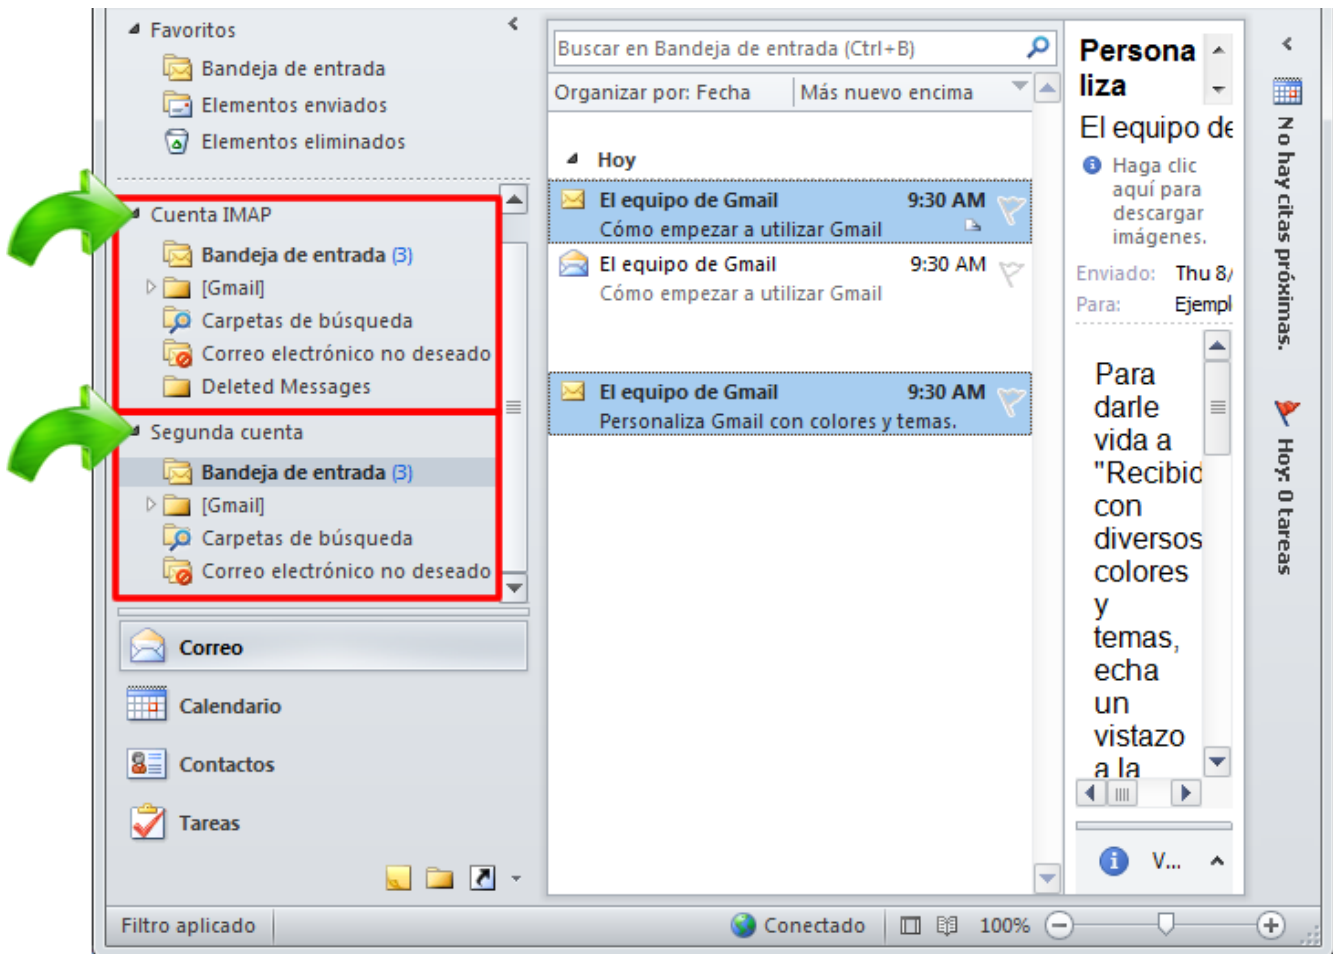 Favoritos
Bandeja de entrada
Elementos enviados
Elementos eliminados
Cuenta IMAP
Bandeja de entrada (3)
[Gmail]
Carpetas de búsqueda
Correo electrónico no deseado
Deleted Messages
Segunda cuenta
Bandeja de entrada (3)
[Gmail]
Carpetas de búsqueda
Correo electrónico no deseado
Correo
Calendario
Contactos
Tareas
Buscar en Bandeja de entrada (Ctrl+B)
Organizar por: Fecha Más nuevo encima
Hoy
El equipo de Gmail 9:30 AM
Cómo empezar a utilizar Gmail
El equipo de Gmail 9:30 AM
Cómo empezar a utilizar Gmail
El equipo de Gmail 9:30 AM
Personaliza Gmail con colores y temas.
Persona
liza
El equipo de
Haga clic
aquí para
descargar
imágenes.
Enviado: Thu 8/
Para: Ejempl
Para
darle
vida a
"Recibid
con
diversos
colores
y
temas,
echa
un
vistazo
a la
V...
No hay citas próximas.
Hoy: 0 tareas
Filtro aplicado
Conectado
100%